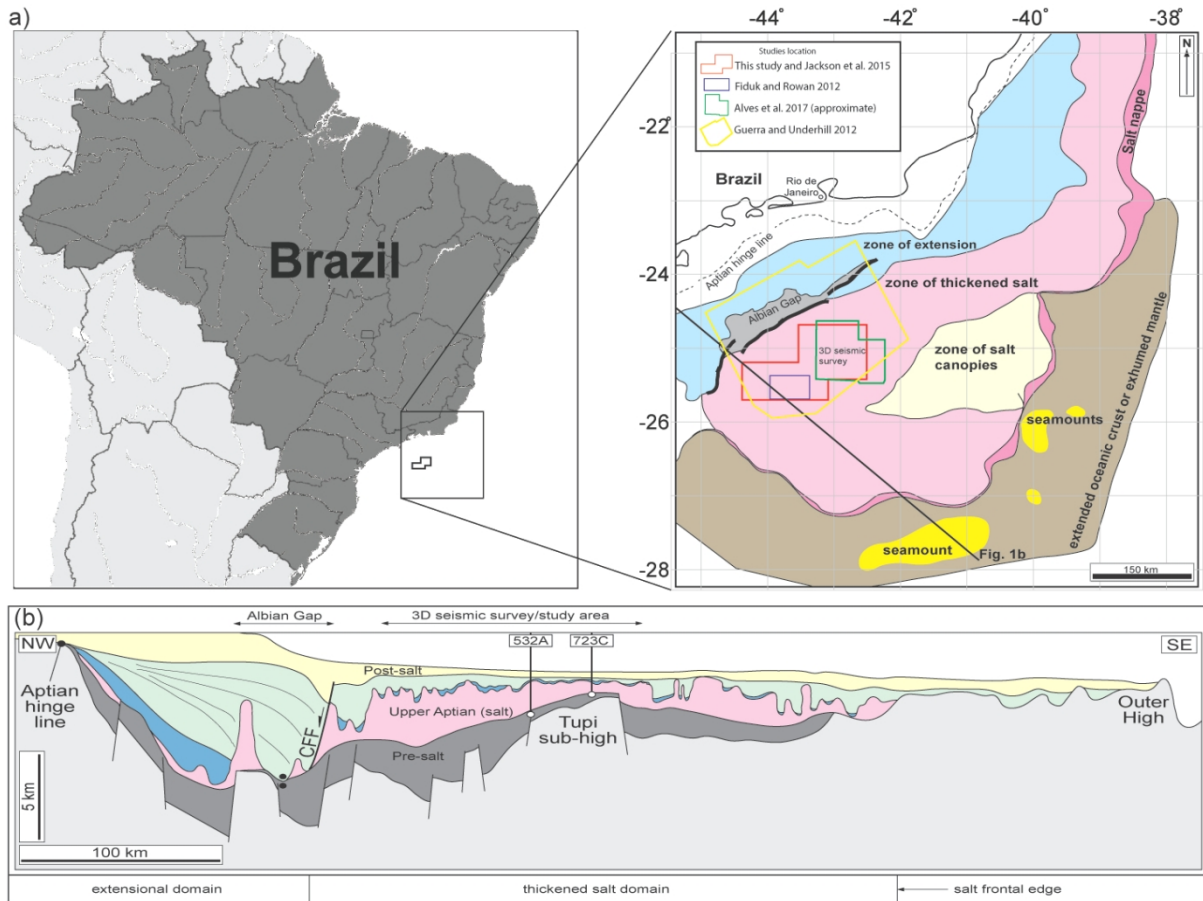 a)
Brazil
-44°
-42°
-40°
-38°
N
Studies location
This study and Jackson et al. 2015
Fiduk and Rowan 2012
Alves et al. 2017 (approximate)
Guerra and Underhill 2012
-22
-24
-26
-28
Brazil
Rio de
Janeiro
Aptian hinge line
zone of extension
Albian Gap
zone of thickened salt
3D seismic
survey
zone of salt
canopies
Salt nappe
seamounts
seamount
extended oceanic crust or exhumed mantle
Fig. 1b
150 km
(b)
Albian Gap
3D seismic survey/study area
NW
532A
723C
SE
Aptian
hinge
line
Post-salt
CFF
Upper Aptian (salt)
Pre-salt
Tupi
sub-high
Outer
High
5 km
100 km
extensional domain
thickened salt domain
salt frontal edge